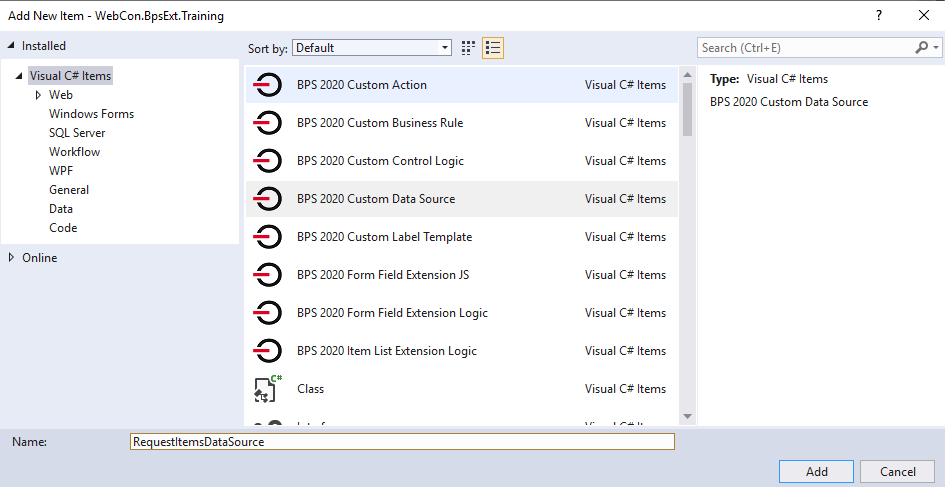 Add New Item - WebCon.BpsExt.Training
? 
Installed
Sort by: Default
Search (Ctrl+E)
Visual C# Items
Web
Windows Forms
SQL Server
Workflow
WPF
General
Data
Code
Online
BPS 2020 Custom Action Visual C# Items
BPS 2020 Custom Business Rule Visual C# Items
BPS 2020 Custom Control Logic Visual C# Items
BPS 2020 Custom Data Source Visual C# Items
BPS 2020 Custom Label Template Visual C# Items
BPS 2020 Form Field Extension JS Visual C# Items
BPS 2020 Form Field Extension Logic Visual C# Items
BPS 2020 Item List Extension Logic Visual C# Items
C#
Class Visual C# Items
Type: Visual C# Items
BPS 2020 Custom Data Source
Name: RequestItemsDataSource
Add Cancel